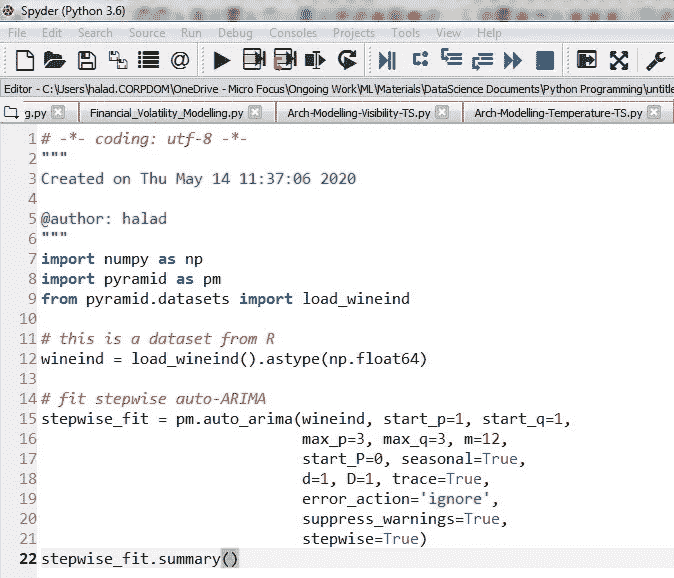 Spyder (Python 3.6)
File Edit Search Source Run Debug Consoles Projects Tools View Help
Editor - C:\Users\halad.CORPDOM\OneDrive - Micro Focus\Ongoing Work\ML\Materials\DataScience Documents\Python Programming\untitle
g.py Financial_Volatility_Modelling.py Arch-Modelling-Visibility-TS.py Arch-Modelling-Temperature-TS.py
1 # -*- coding: utf-8 -*-
2 """
3 Created on Thu May 14 11:37:06 2020
4
5 @author: halad
6 """
7 import numpy as np
8 import pyramid as pm
9 from pyramid.datasets import load_wineind
10
11 # this is a dataset from R
12 wineind = load_wineind().astype(np.float64)
13
14 # fit stepwise auto-ARIMA
15 stepwise_fit = pm.auto_arima(wineind, start_p=1, start_q=1,
16 max_p=3, max_q=3, m=12,
17 start_P=0, seasonal=True,
18 d=1, D=1, trace=True,
19 error_action='ignore',
20 suppress_warnings=True,
21 stepwise=True)
22 stepwise_fit.summary()